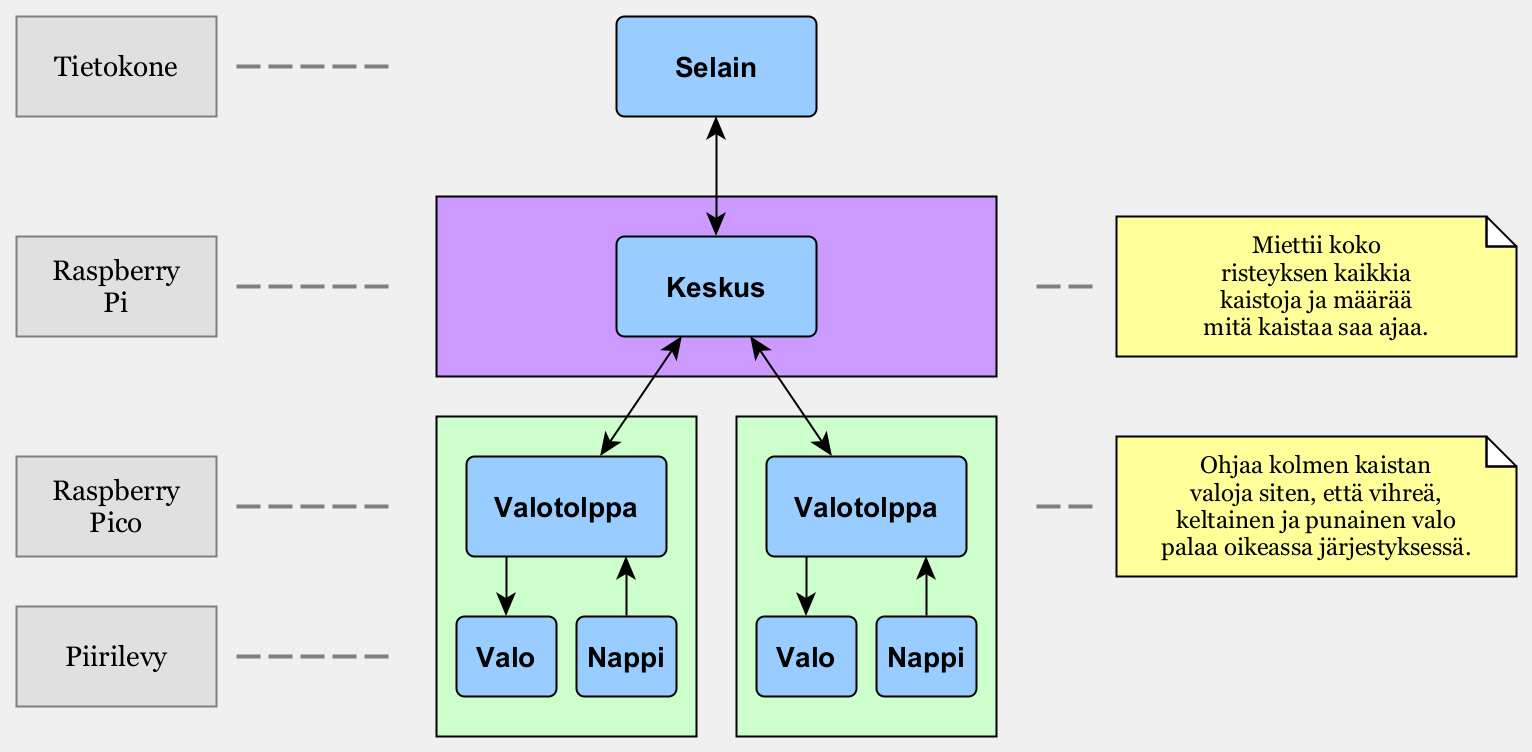 Tietokone
Selain
Raspberry
Pi
Keskus
Miettii koko
risteyksen kaikkia
kaistoja ja määrää
mitä kaistaa saa ajaa.
Raspberry
Pico
Valotolppa
Valotolppa
Ohjaa kolmen kaistan
valoja siten, että vihreä,
keltainen ja punainen valo
palaa oikeassa järjestyksessä.
Piirilevy
Valo
Nappi
Valo
Nappi